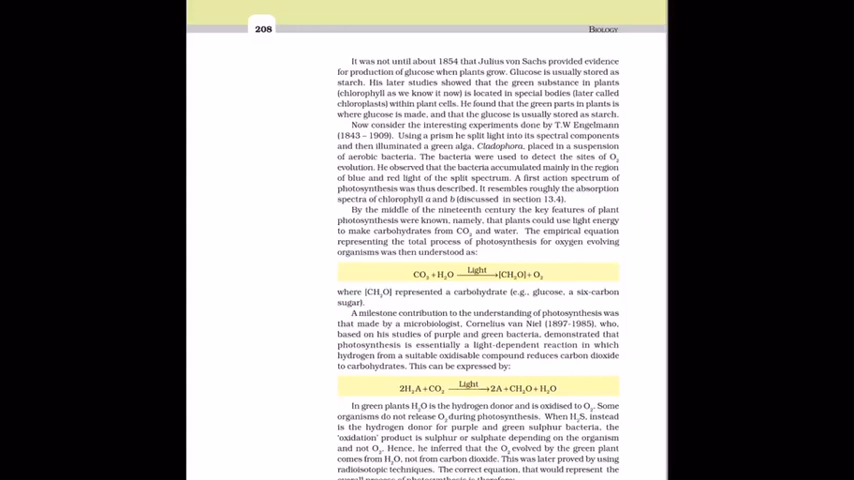 208
BIOLOGY
It was not until about 1854 that Julius von Sachs provided evidence
for production of glucose when plants grow. Glucose is usually stored as
starch. His later studies showed that the green substance in plants
(chlorophyll as we know it now) is located in special bodies (later called
chloroplasts) within plant cells. He found that the green parts in plants is
where glucose is made, and that the glucose is usually stored as starch.
Now consider the interesting experiments done by T.W Engelmann
(1843 – 1909). Using a prism he split light into its spectral components
and then illuminated a green alga, Cladophora, placed in a suspension
of aerobic bacteria. The bacteria were used to detect the sites of O₂
evolution. He observed that the bacteria accumulated mainly in the region
of blue and red light of the split spectrum. A first action spectrum of
photosynthesis was thus described. It resembles roughly the absorption
spectra of chlorophyll a and b (discussed in section 13.4).
By the middle of the nineteenth century the key features of plant
photosynthesis were known, namely, that plants could use light energy
to make carbohydrates from CO₂ and water. The empirical equation
representing the total process of photosynthesis for oxygen evolving
organisms was then understood as:
CO₂ + H₂O —Light→ [CH₂O] + O₂
where [CH₂O] represented a carbohydrate (e.g., glucose, a six-carbon
sugar).
A milestone contribution to the understanding of photosynthesis was
that made by a microbiologist, Cornelius van Niel (1897-1985), who,
based on his studies of purple and green bacteria, demonstrated that
photosynthesis is essentially a light-dependent reaction in which
hydrogen from a suitable oxidisable compound reduces carbon dioxide
to carbohydrates. This can be expressed by:
2H₂A + CO₂ —Light→ 2A + CH₂O + H₂O
In green plants H₂O is the hydrogen donor and is oxidised to O₂. Some
organisms do not release O₂ during photosynthesis. When H₂S, instead
is the hydrogen donor for purple and green sulphur bacteria, the
'oxidation' product is sulphur or sulphate depending on the organism
and not O₂. Hence, he inferred that the O₂ evolved by the green plant
comes from H₂O, not from carbon dioxide. This was later proved by using
radioisotopic techniques. The correct equation, that would represent the
overall process of photosynthesis is therefore: